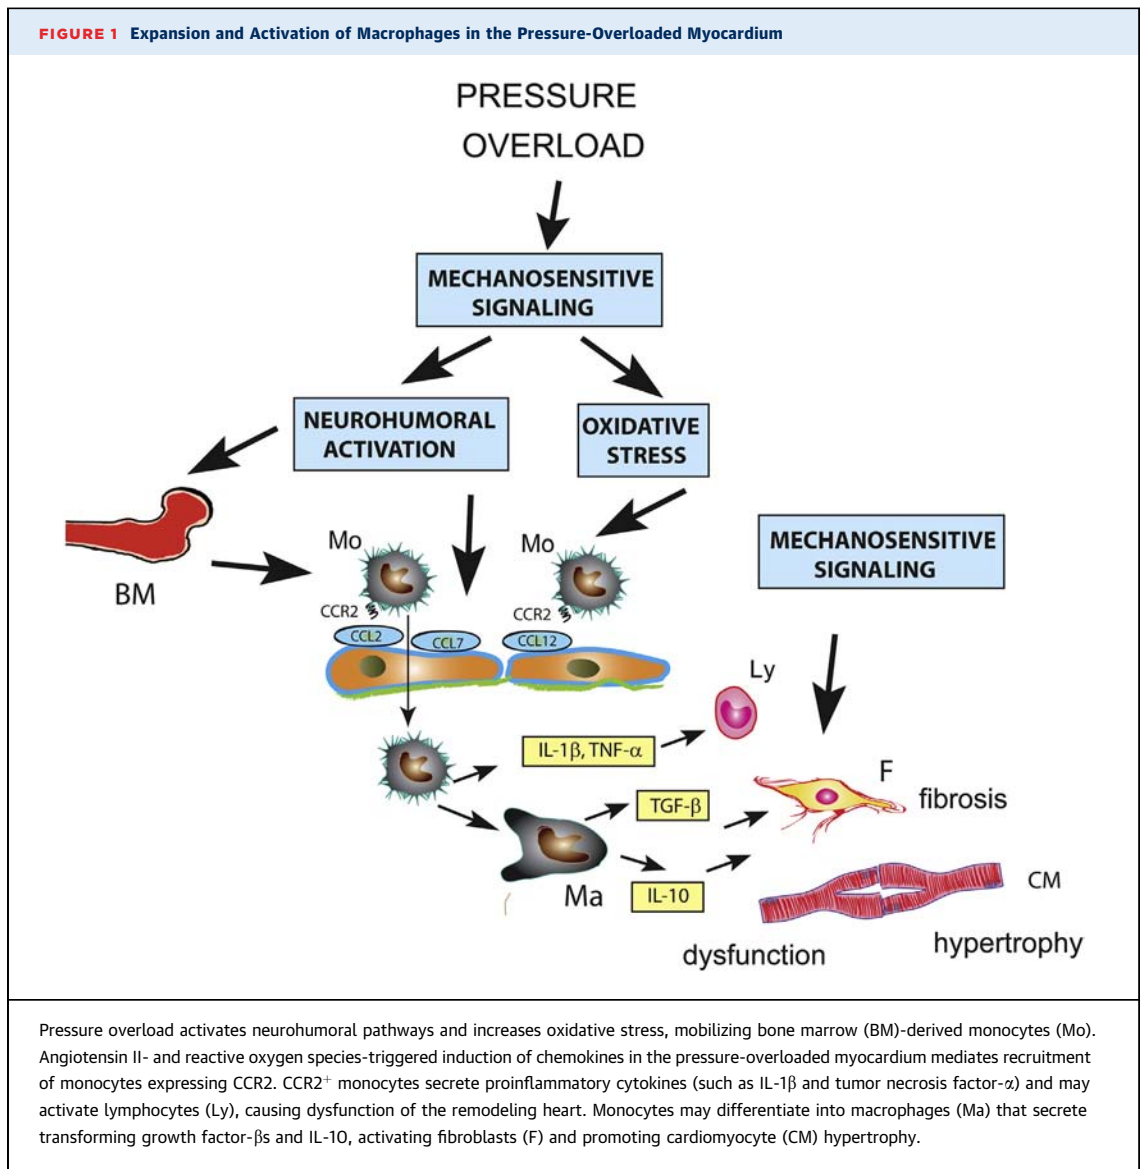 FIGURE 1 Expansion and Activation of Macrophages in the Pressure-Overloaded Myocardium
PRESSURE
OVERLOAD
MECHANOSENSITIVE
SIGNALING
NEUROHUMORAL
ACTIVATION
OXIDATIVE
STRESS
BM
Mo
Mo
MECHANOSENSITIVE
SIGNALING
CCR2
CCR2
CCL2
CCL7
CCL12
Ly
IL-1β, TNF-α
F
fibrosis
TGF-β
Ma
IL-10
CM
dysfunction
hypertrophy
Pressure overload activates neurohumoral pathways and increases oxidative stress, mobilizing bone marrow (BM)-derived monocytes (Mo).
Angiotensin II- and reactive oxygen species-triggered induction of chemokines in the pressure-overloaded myocardium mediates recruitment
of monocytes expressing CCR2. CCR2⁺ monocytes secrete proinflammatory cytokines (such as IL-1β and tumor necrosis factor-α) and may
activate lymphocytes (Ly), causing dysfunction of the remodeling heart. Monocytes may differentiate into macrophages (Ma) that secrete
transforming growth factor-βs and IL-10, activating fibroblasts (F) and promoting cardiomyocyte (CM) hypertrophy.